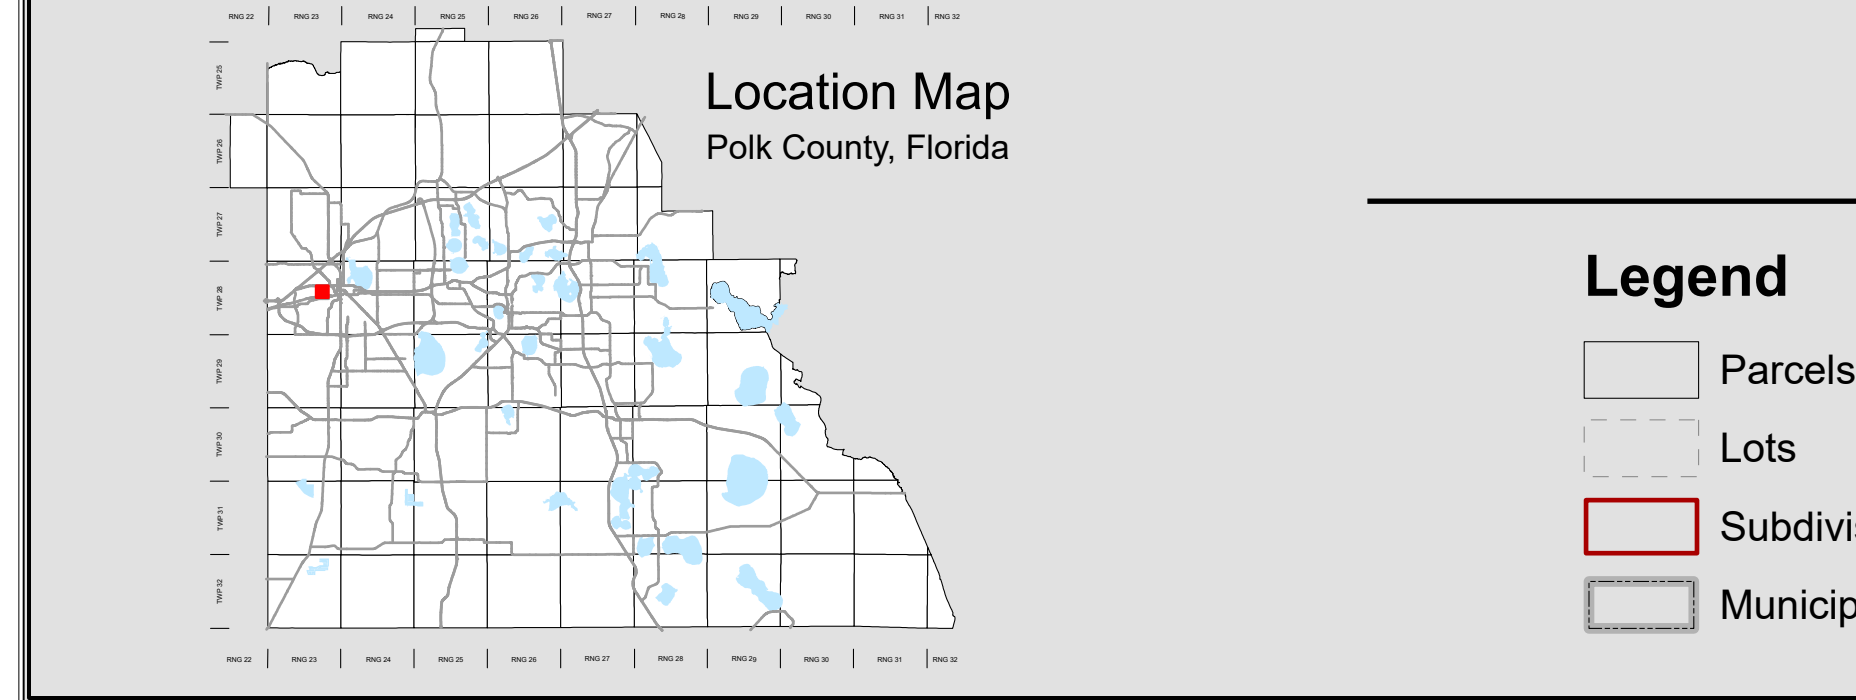 RNG 22 RNG 23 RNG 24 RNG 25 RNG 26 RNG 27 RNG 28 RNG 29 RNG 30 RNG 31 RNG 32
TWP 25
TWP 26
TWP 27
TWP 28
TWP 29
TWP 30
TWP 31
TWP 32
Location Map
Polk County, Florida
RNG 22 RNG 23 RNG 24 RNG 25 RNG 26 RNG 27 RNG 28 RNG 29 RNG 30 RNG 31 RNG 32
Legend
Parcels
Lots
Subdivis
Municip